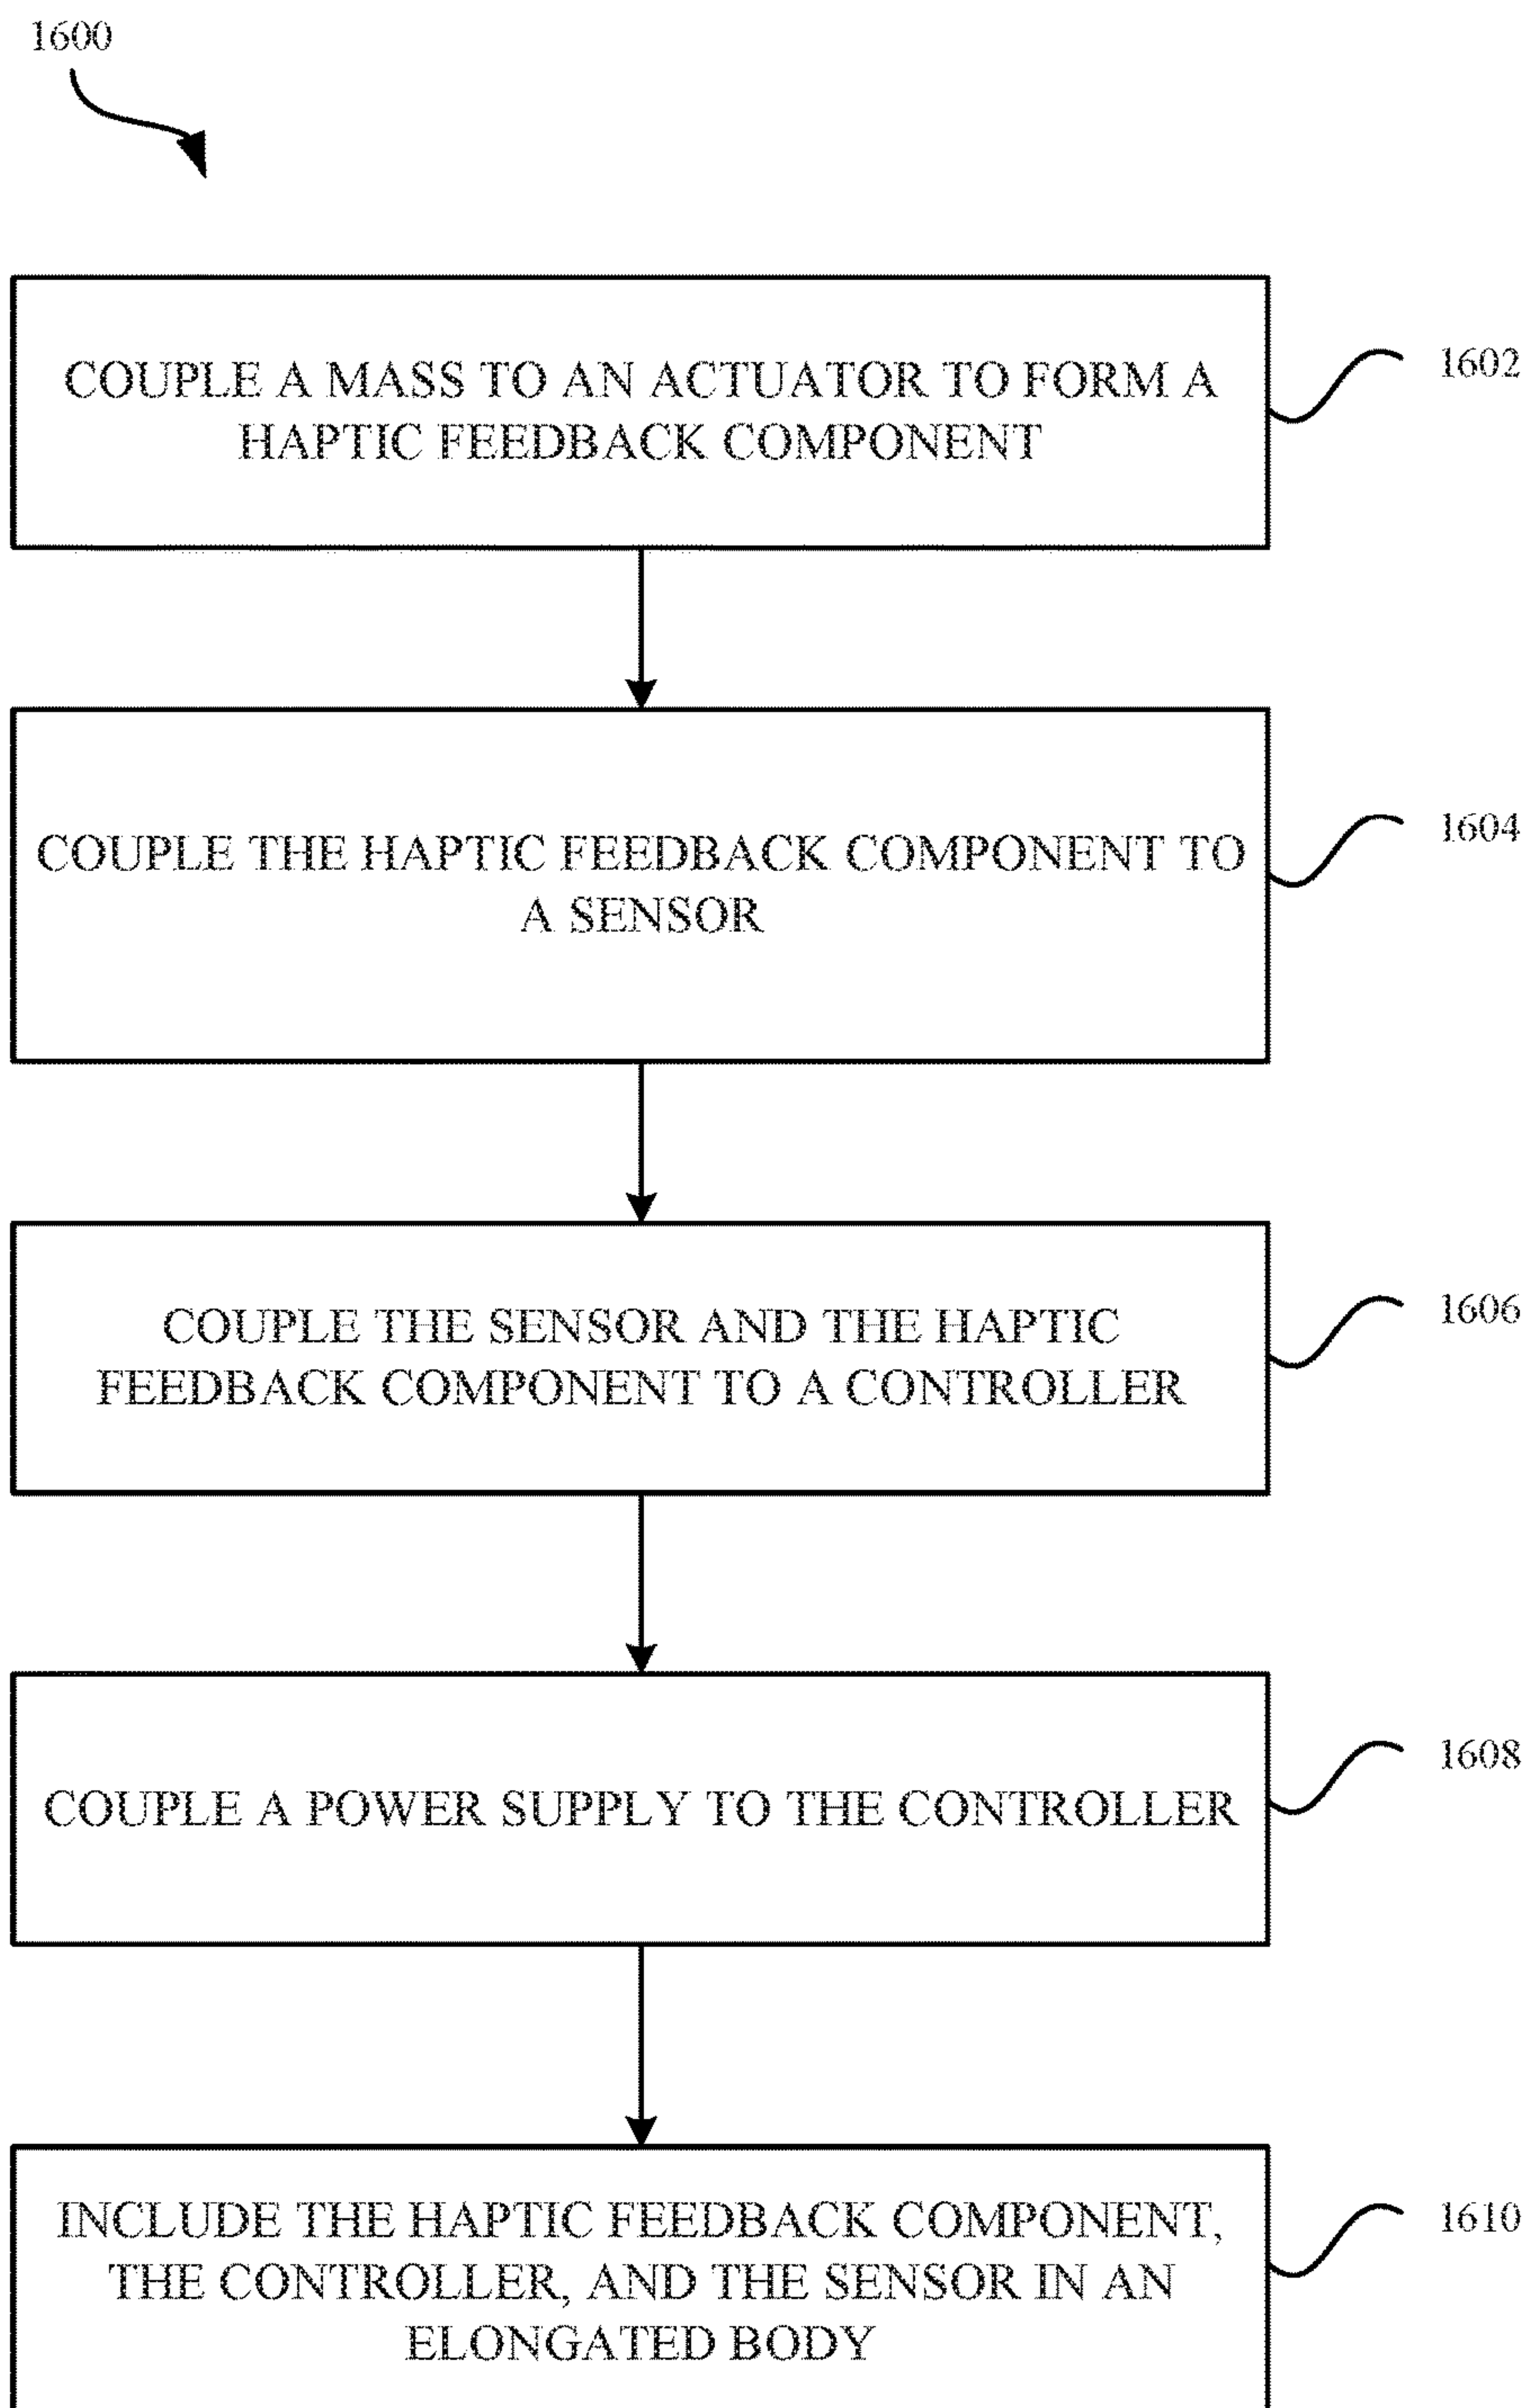 1600
COUPLE A MASS TO AN ACTUATOR TO FORM A
HAPTIC FEEDBACK COMPONENT
1602
COUPLE THE HAPTIC FEEDBACK COMPONENT TO
A SENSOR
1604
COUPLE THE SENSOR AND THE HAPTIC
FEEDBACK COMPONENT TO A CONTROLLER
1606
COUPLE A POWER SUPPLY TO THE CONTROLLER
1608
INCLUDE THE HAPTIC FEEDBACK COMPONENT,
THE CONTROLLER, AND THE SENSOR IN AN
ELONGATED BODY
1610